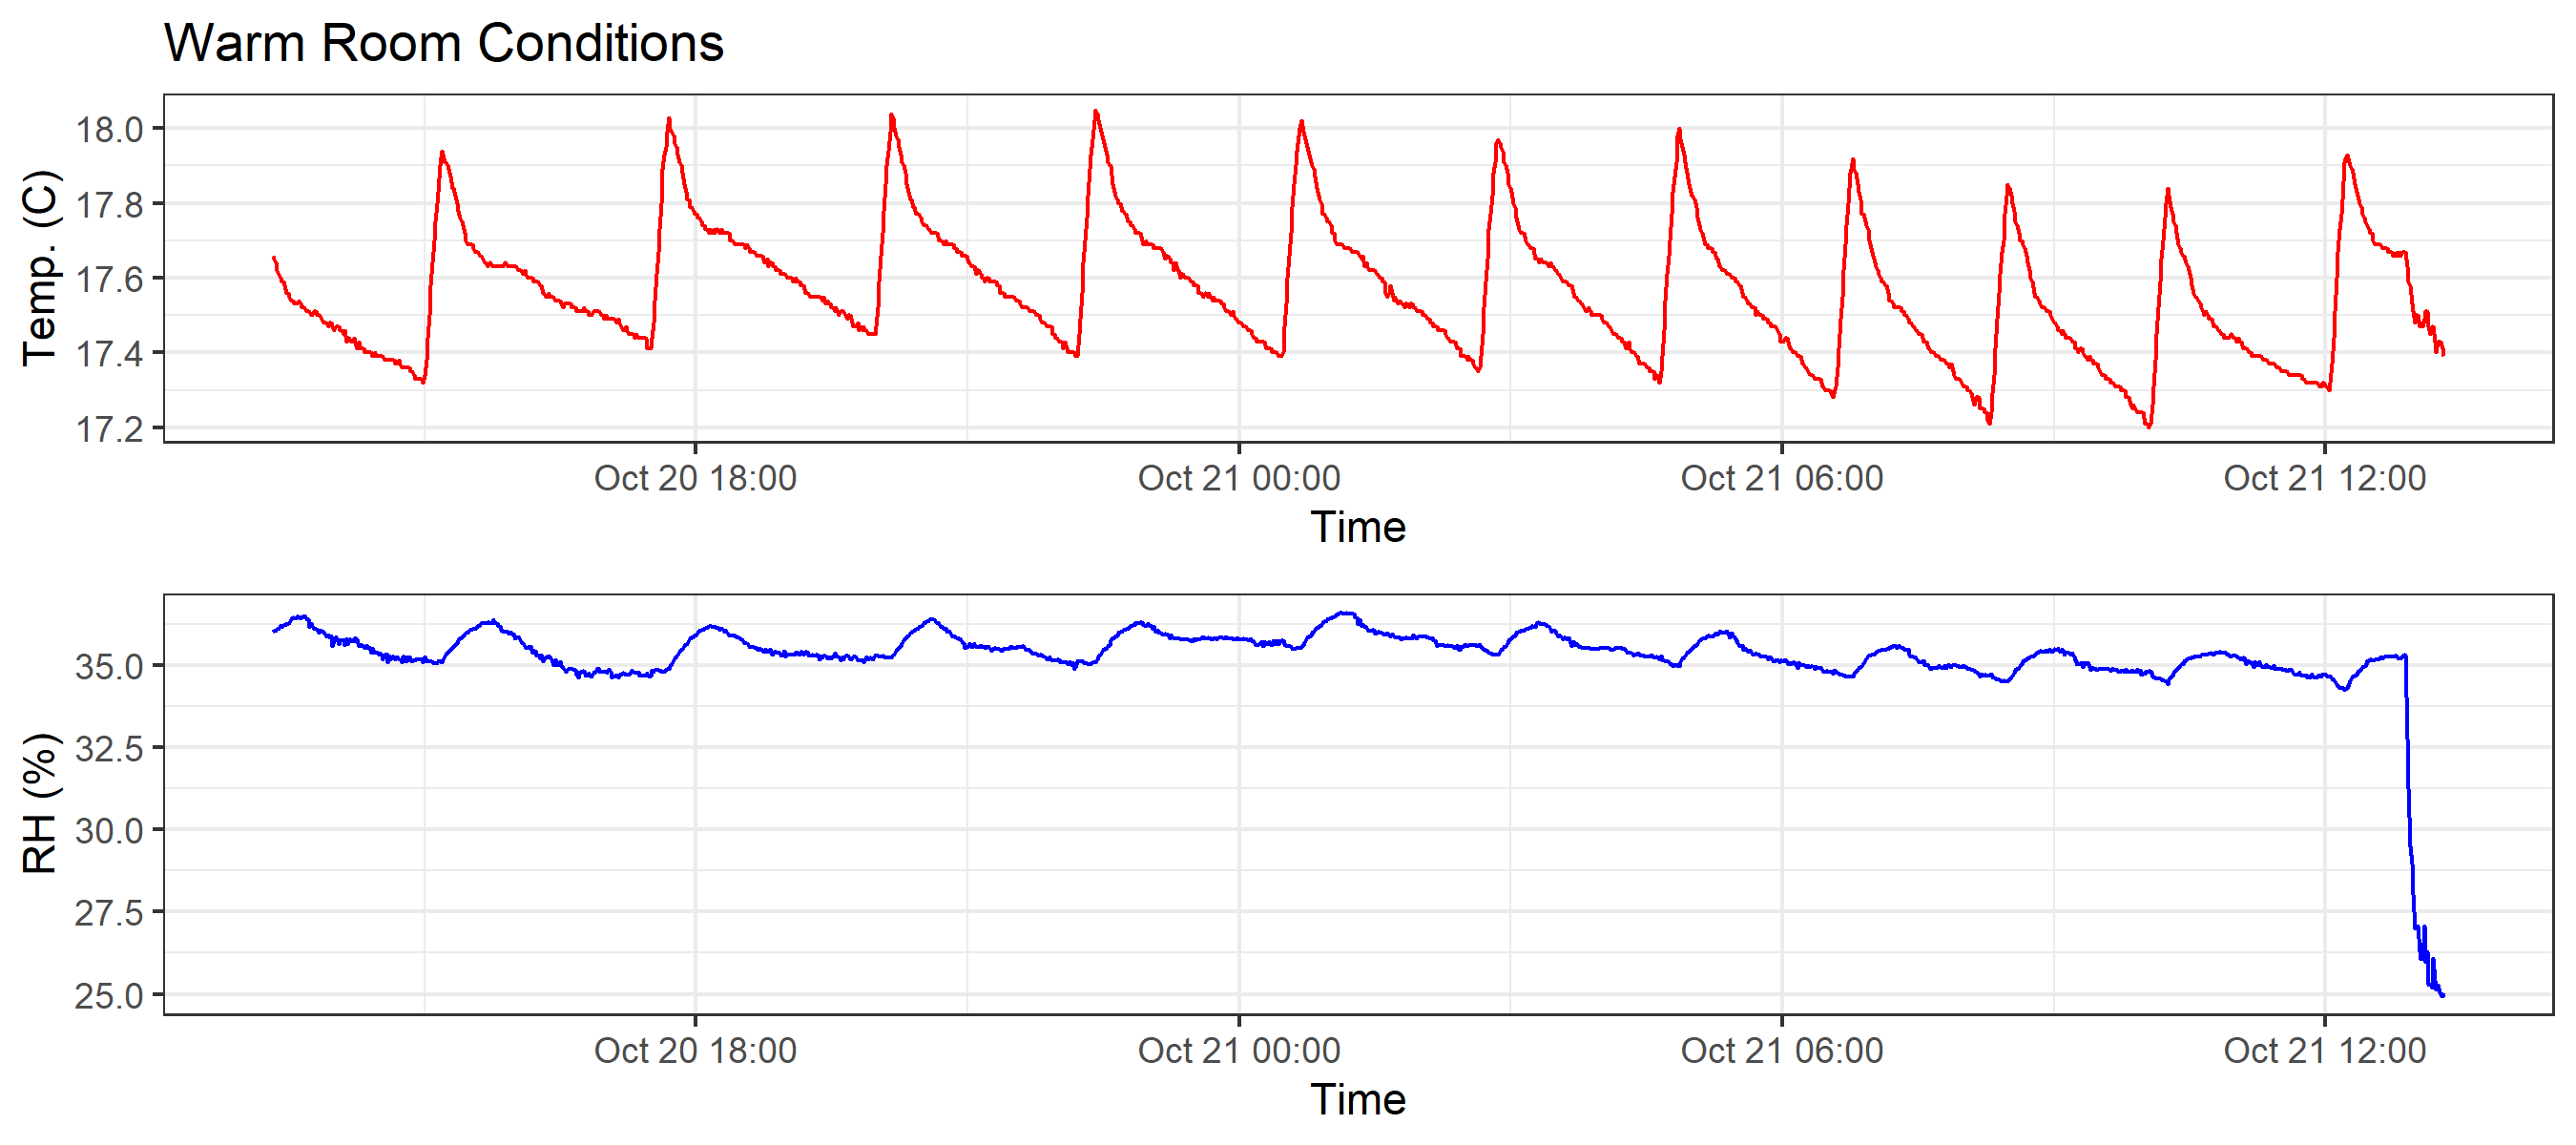 Warm Room Conditions
Temp. (C)
18.0
17.8
17.6
17.4
17.2
Oct 20 18:00 Oct 21 00:00 Oct 21 06:00 Oct 21 12:00
Time
RH (%)
35.0
32.5
30.0
27.5
25.0
Oct 20 18:00 Oct 21 00:00 Oct 21 06:00 Oct 21 12:00
Time